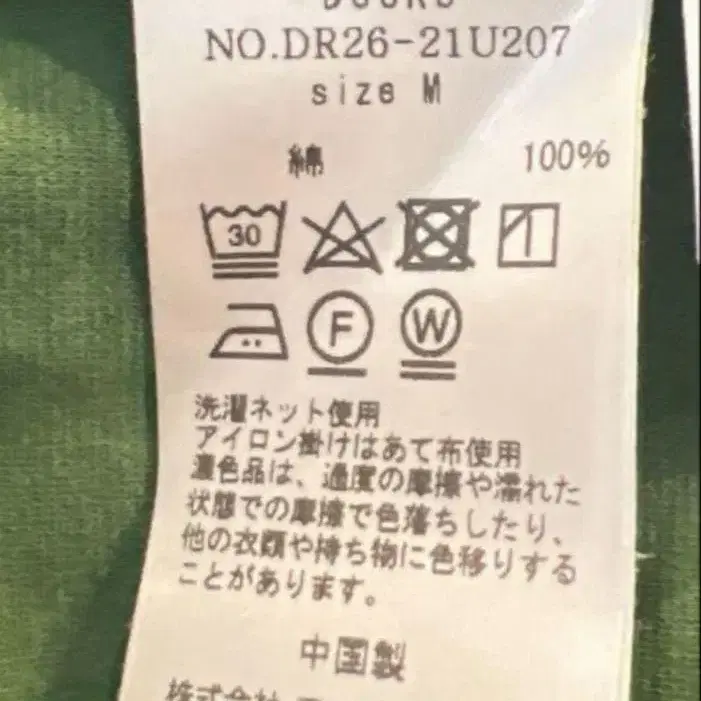 NO.DR26-21U207
size M
綿 100%
30
F W
洗濯ネット使用
アイロン掛けはあて布使用
濃色品は、過度の摩擦や濡れた
状態での摩擦で色落ちしたり、
他の衣類や持ち物に色移りする
ことがあります。
中国製
株式会社